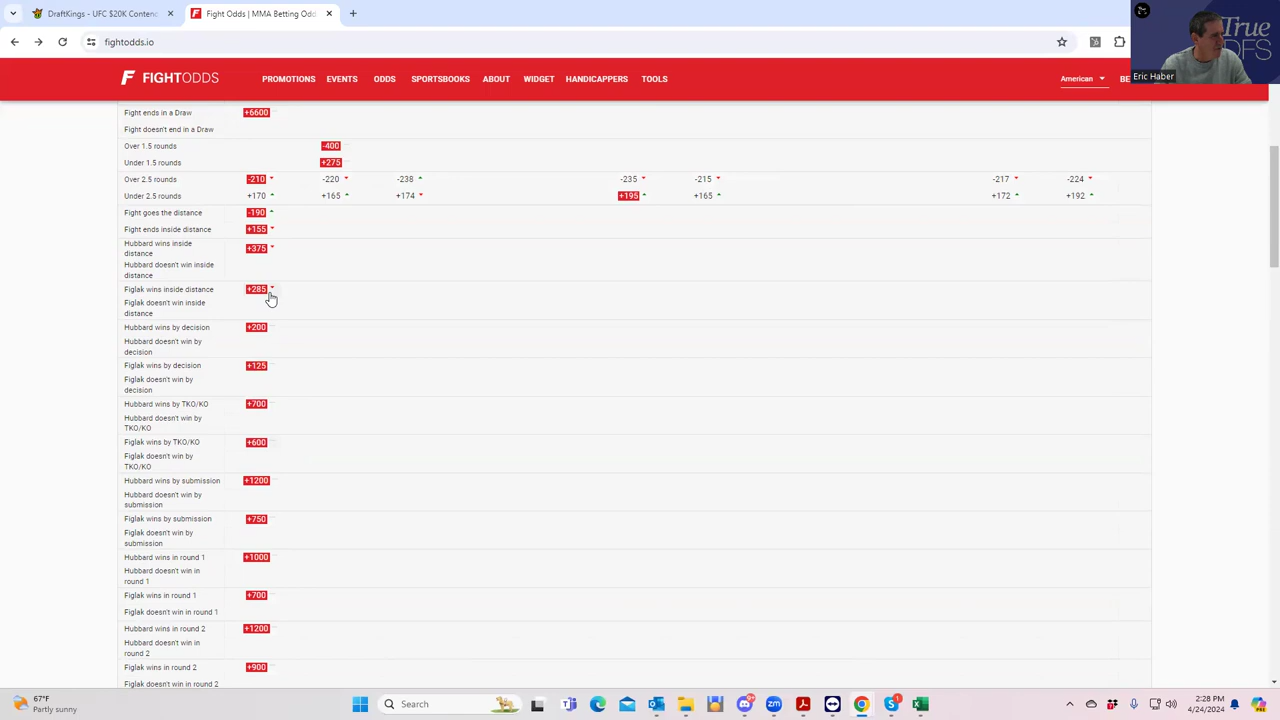 DraftKings - UFC $20K Contend
Fight Odds | MMA Betting Odd
fightodds.io
True
DFS
Eric Haber
FIGHTODDS
PROMOTIONS EVENTS ODDS SPORTSBOOKS ABOUT WIDGET HANDICAPPERS TOOLS
American
BE
Fight ends in a Draw +6600
Fight doesn't end in a Draw
Over 1.5 rounds -400
Under 1.5 rounds +275
Over 2.5 rounds -210 -220 -238 -235 -215 -217 -224
Under 2.5 rounds +170 +165 +174 +195 +165 +172 +192
Fight goes the distance -190
Fight ends inside distance +155
Hubbard wins inside
distance +375
Hubbard doesn't win inside
distance
Figlak wins inside distance +285
Figlak doesn't win inside
distance
Hubbard wins by decision +200
Hubbard doesn't win by
decision
Figlak wins by decision +125
Figlak doesn't win by
decision
Hubbard wins by TKO/KO +700
Hubbard doesn't win by
TKO/KO
Figlak wins by TKO/KO +600
Figlak doesn't win by
TKO/KO
Hubbard wins by submission +1200
Hubbard doesn't win by
submission
Figlak wins by submission +750
Figlak doesn't win by
submission
Hubbard wins in round 1 +1000
Hubbard doesn't win in
round 1
Figlak wins in round 1 +700
Figlak doesn't win in round 1
Hubbard wins in round 2 +1200
Hubbard doesn't win in
round 2
Figlak wins in round 2 +900
Figlak doesn't win in round 2
67°F
Partly sunny
Search
2:28 PM
4/24/2024